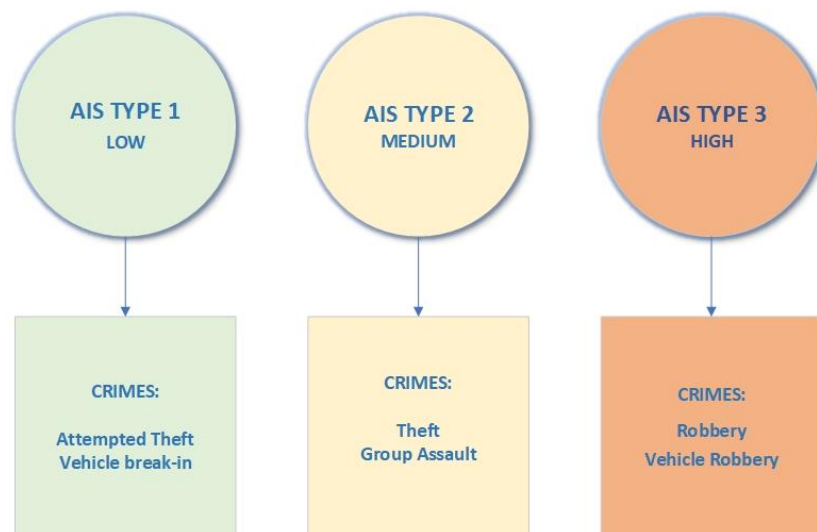 AIS TYPE 1
LOW
AIS TYPE 2
MEDIUM
AIS TYPE 3
HIGH
CRIMES:
Attempted Theft
Vehicle break-in
CRIMES:
Theft
Group Assault
CRIMES:
Robbery
Vehicle Robbery